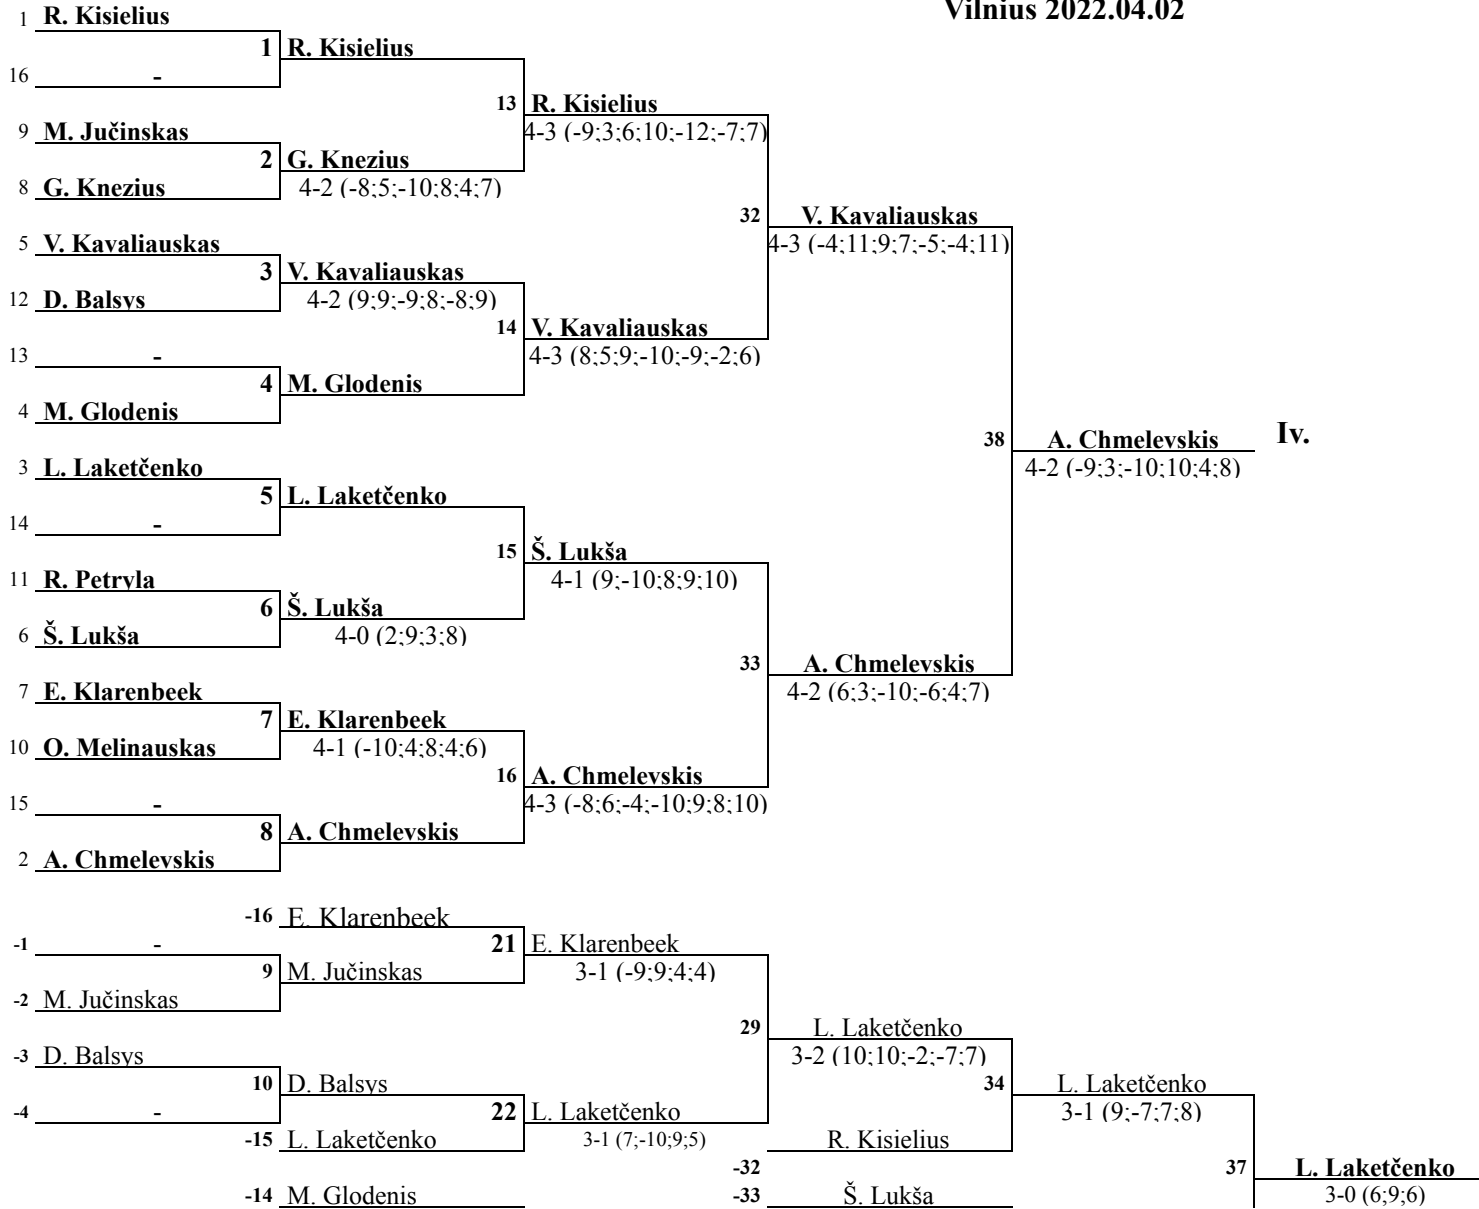 Vilnius 2022.04.02
1 R. Kisielius
1 R. Kisielius
16 -
13 R. Kisielius
4-3 (-9;3;6;10;-12;-7;7)
9 M. Jučinskas
2 G. Knezius
4-2 (-8;5;-10;8;4;7)
8 G. Knezius
32 V. Kavaliauskas
4-3 (-4;11;9;7;-5;-4;11)
5 V. Kavaliauskas
3 V. Kavaliauskas
4-2 (9;9;-9;8;-8;9)
12 D. Balsys
14 V. Kavaliauskas
4-3 (8;5;9;-10;-9;-2;6)
13 -
4 M. Glodenis
4 M. Glodenis
38 A. Chmelevskis Iv.
4-2 (-9;3;-10;10;4;8)
3 L. Laketčenko
5 L. Laketčenko
14 -
15 Š. Lukša
4-1 (9;-10;8;9;10)
11 R. Petryla
6 Š. Lukša
4-0 (2;9;3;8)
6 Š. Lukša
33 A. Chmelevskis
4-2 (6;3;-10;-6;4;7)
7 E. Klarenbeek
7 E. Klarenbeek
4-1 (-10;4;8;4;6)
10 O. Melinauskas
16 A. Chmelevskis
4-3 (-8;6;-4;-10;9;8;10)
15 -
8 A. Chmelevskis
2 A. Chmelevskis
-16 E. Klarenbeek
-1 -
21 E. Klarenbeek
3-1 (-9;9;4;4)
9 M. Jučinskas
-2 M. Jučinskas
29 L. Laketčenko
3-2 (10;10;-2;-7;7)
-3 D. Balsys
10 D. Balsys
34 L. Laketčenko
3-1 (9;-7;7;8)
-4 -
22 L. Laketčenko
3-1 (7;-10;9;5)
-15 L. Laketčenko
R. Kisielius
-32
37 L. Laketčenko
3-0 (6;9;6)
-14 M. Glodenis
-33 Š. Lukša